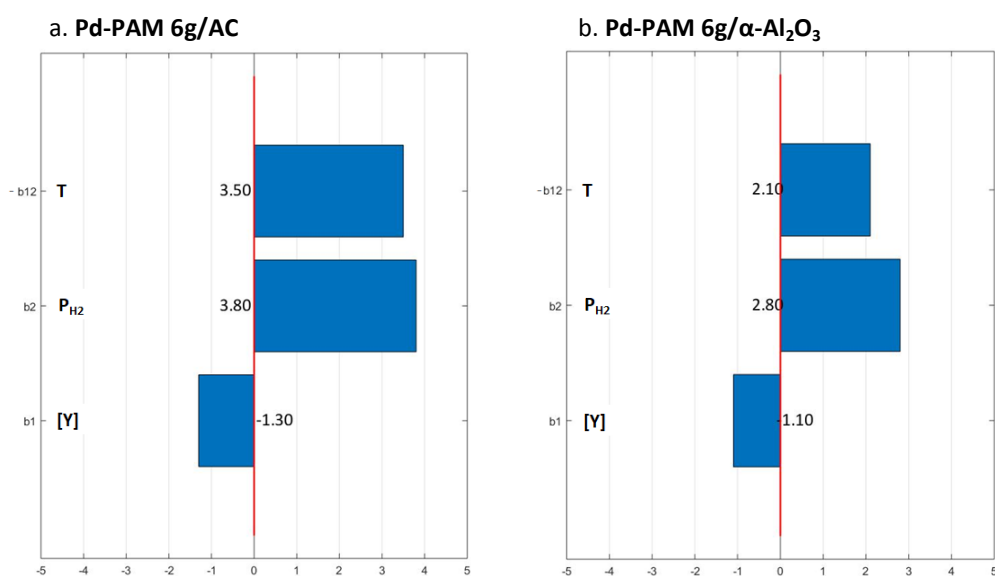 a. Pd-PAM 6g/AC
- b12
T
3.50
b2
P_H2
3.80
b1
[Y]
-1.30
-5 -4 -3 -2 -1 0 1 2 3 4 5
b. Pd-PAM 6g/α-Al₂O₃
- b12
T
2.10
b2
P_H2
2.80
b1
[Y]
-1.10
-5 -4 -3 -2 -1 0 1 2 3 4 5